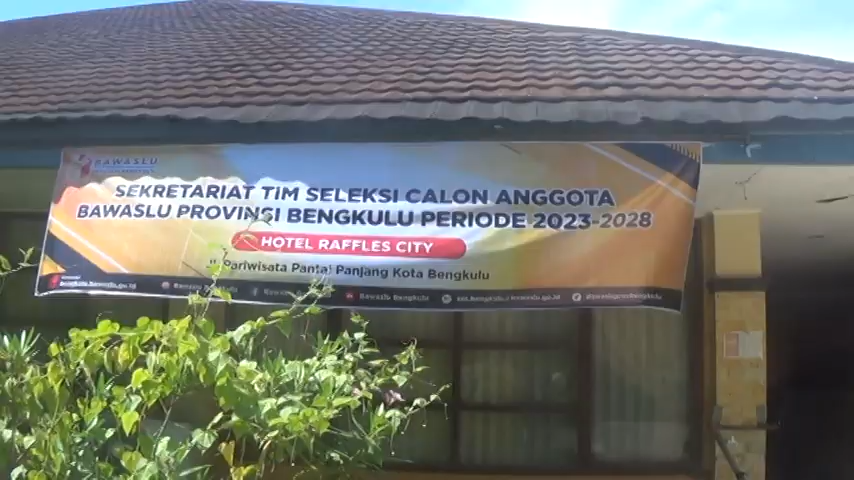 BAWASLU
SEKRETARIAT TIM SELEKSI CALON ANGGOTA
BAWASLU PROVINSI BENGKULU PERIODE 2023-2028
HOTEL RAFFLES CITY
Pariwisata Pantai Panjang Kota Bengkulu
Bawaslu Bengkulu